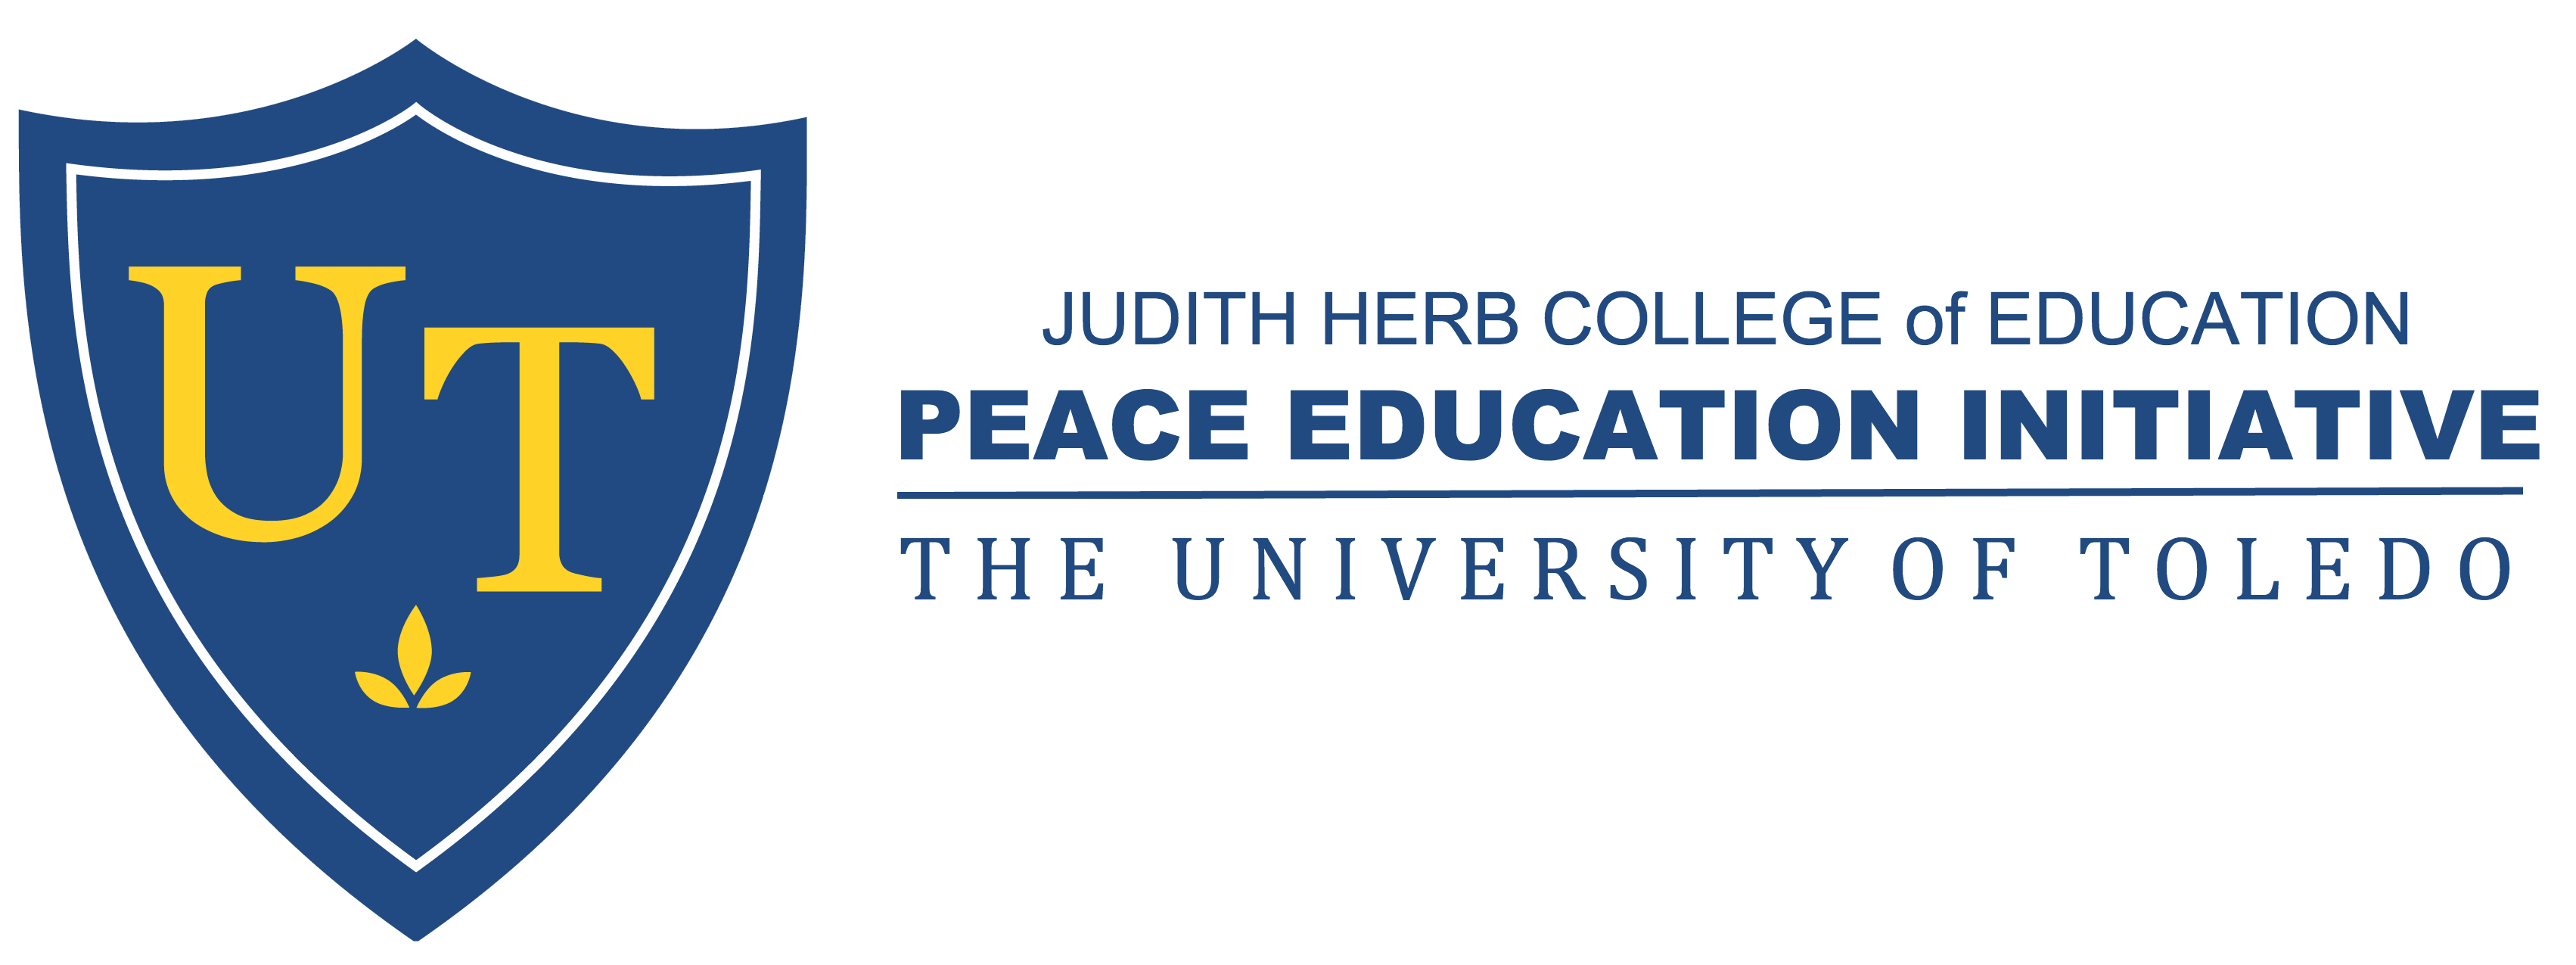 UT
JUDITH HERB COLLEGE of EDUCATION
PEACE EDUCATION INITIATIVE
THE UNIVERSITY OF TOLEDO